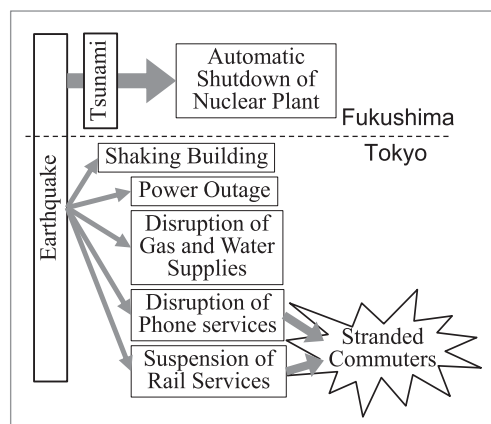 Earthquake
Tsunami
Automatic
Shutdown of
Nuclear Plant
Fukushima
Tokyo
Shaking Building
Power Outage
Disruption of
Gas and Water
Supplies
Disruption of
Phone services
Suspension of
Rail Services
Stranded
Commuters